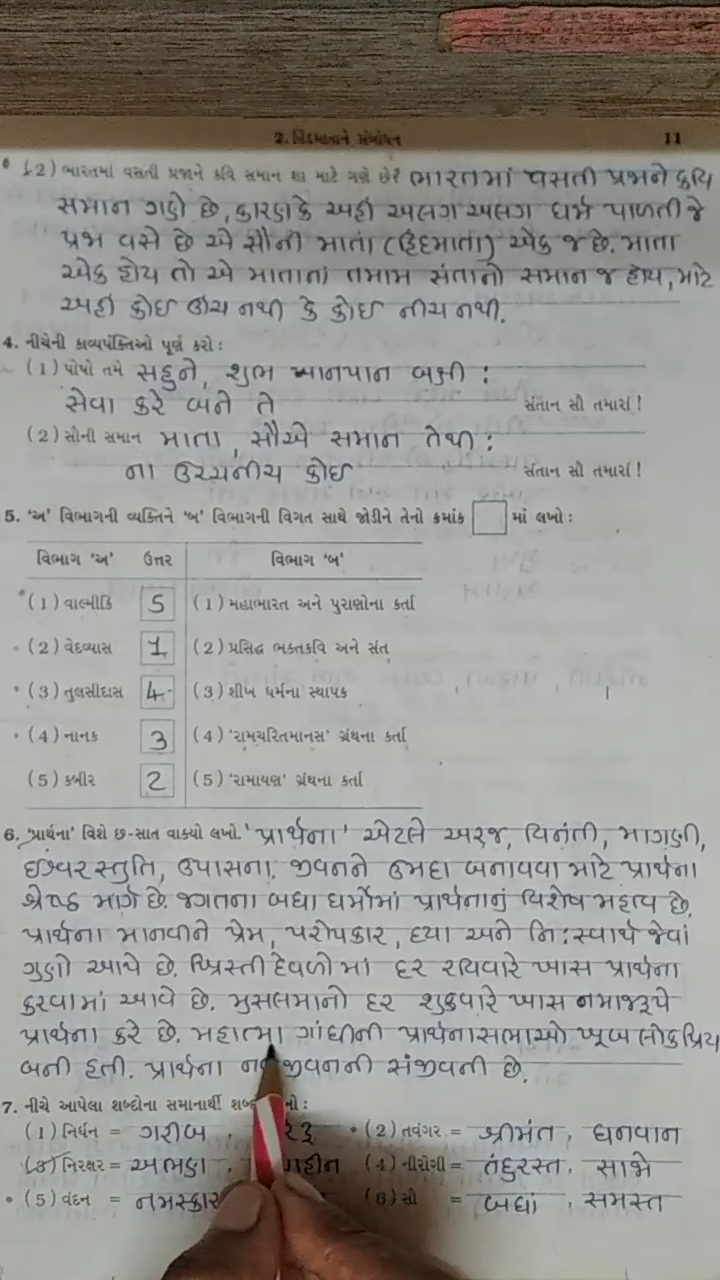 2. હિંદમાતાને સંબોધન 11
(2) ભારતમાં વસતી પ્રજાને કવિ સમાન શા માટે ગણે છે? ભારતમાં વસતી પ્રજાને કવિ
સમાન ગણે છે, કારણ કે અહીં અલગ અલગ ધર્મ પાળતી જે
પ્રજા વસે છે એ સૌની માતા (હિંદમાતા) એક જ છે. માતા
એક હોય તો એ માતાનાં તમામ સંતાનો સમાન જ હોય, માટે
અહીં કોઈ ઊંચ નથી કે કોઈ નીચ નથી.
4. નીચેની કાવ્યપંક્તિઓ પૂર્ણ કરો :
(1) પોષો તમે સહુને, શુભ ખાનપાન બક્ષી :
સેવા કરે બને તે સંતાન સૌ તમારાં !
(2) સૌની સમાન માતા, સૌએ સમાન તેથી :
ના ઉચ્ચનીચ કોઈ સંતાન સૌ તમારાં !
5. ‘અ’ વિભાગની વ્યક્તિને ‘બ’ વિભાગની વિગત સાથે જોડીને તેનો ક્રમાંક માં લખો :
વિભાગ ‘અ’ ઉત્તર વિભાગ ‘બ’
(1) વાલ્મીકિ 5 (1) મહાભારત અને પુરાણોના કર્તા
(2) વેદવ્યાસ 1 (2) પ્રસિદ્ધ ભક્તકવિ અને સંત
(3) તુલસીદાસ 4 (3) શીખ ધર્મના સ્થાપક
(4) નાનક 3 (4) ‘રામચરિતમાનસ’ ગ્રંથના કર્તા
(5) કબીર 2 (5) ‘રામાયણ’ ગ્રંથના કર્તા
6. ‘પ્રાર્થના’ વિશે છ-સાત વાક્યો લખો. ‘પ્રાર્થના’ એટલે અરજ, વિનંતી, માગણી,
ઈશ્વરસ્તુતિ, ઉપાસના. જીવનને ઉમદા બનાવવા માટે પ્રાર્થના
શ્રેષ્ઠ માર્ગ છે. જગતના બધા ધર્મોમાં પ્રાર્થનાનું વિશેષ મહત્વ છે.
પ્રાર્થના માનવીને પ્રેમ, પરોપકાર, દયા અને નિઃસ્વાર્થ જેવાં
ગુણો આપે છે. ખ્રિસ્તી દેવળોમાં દર રવિવારે ખાસ પ્રાર્થના
કરવામાં આવે છે. મુસલમાનો દર શુક્રવારે ખાસ નમાજરૂપે
પ્રાર્થના કરે છે. મહાત્મા ગાંધીની પ્રાર્થનાસભાઓ ખૂબ લોકપ્રિય
બની હતી. પ્રાર્થના નવજીવનની સંજીવની છે.
7. નીચે આપેલા શબ્દોના સમાનાર્થી
(1) નિર્ધન = ગરીબ, (2) તવંગર = શ્રીમંત, ધનવાન
(3) નિરક્ષર = અભણ, (4) નીરોગી = તંદુરસ્ત, સાજો
(5) વંદન = નમસ્કાર (6) સૌ = બધાં, સમસ્ત